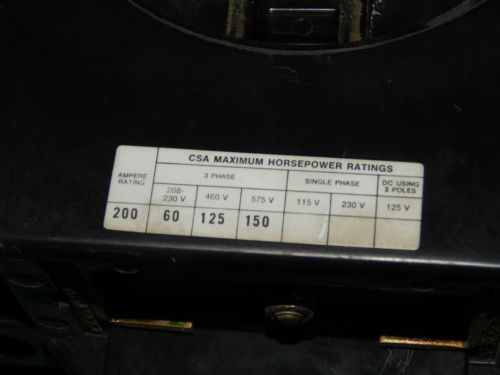 CSA MAXIMUM HORSEPOWER RATINGS
AMPERE RATING
3 PHASE
SINGLE PHASE
DC USING 3 POLES
208-230 V
460 V
575 V
115 V
230 V
125 V
200
60
125
150